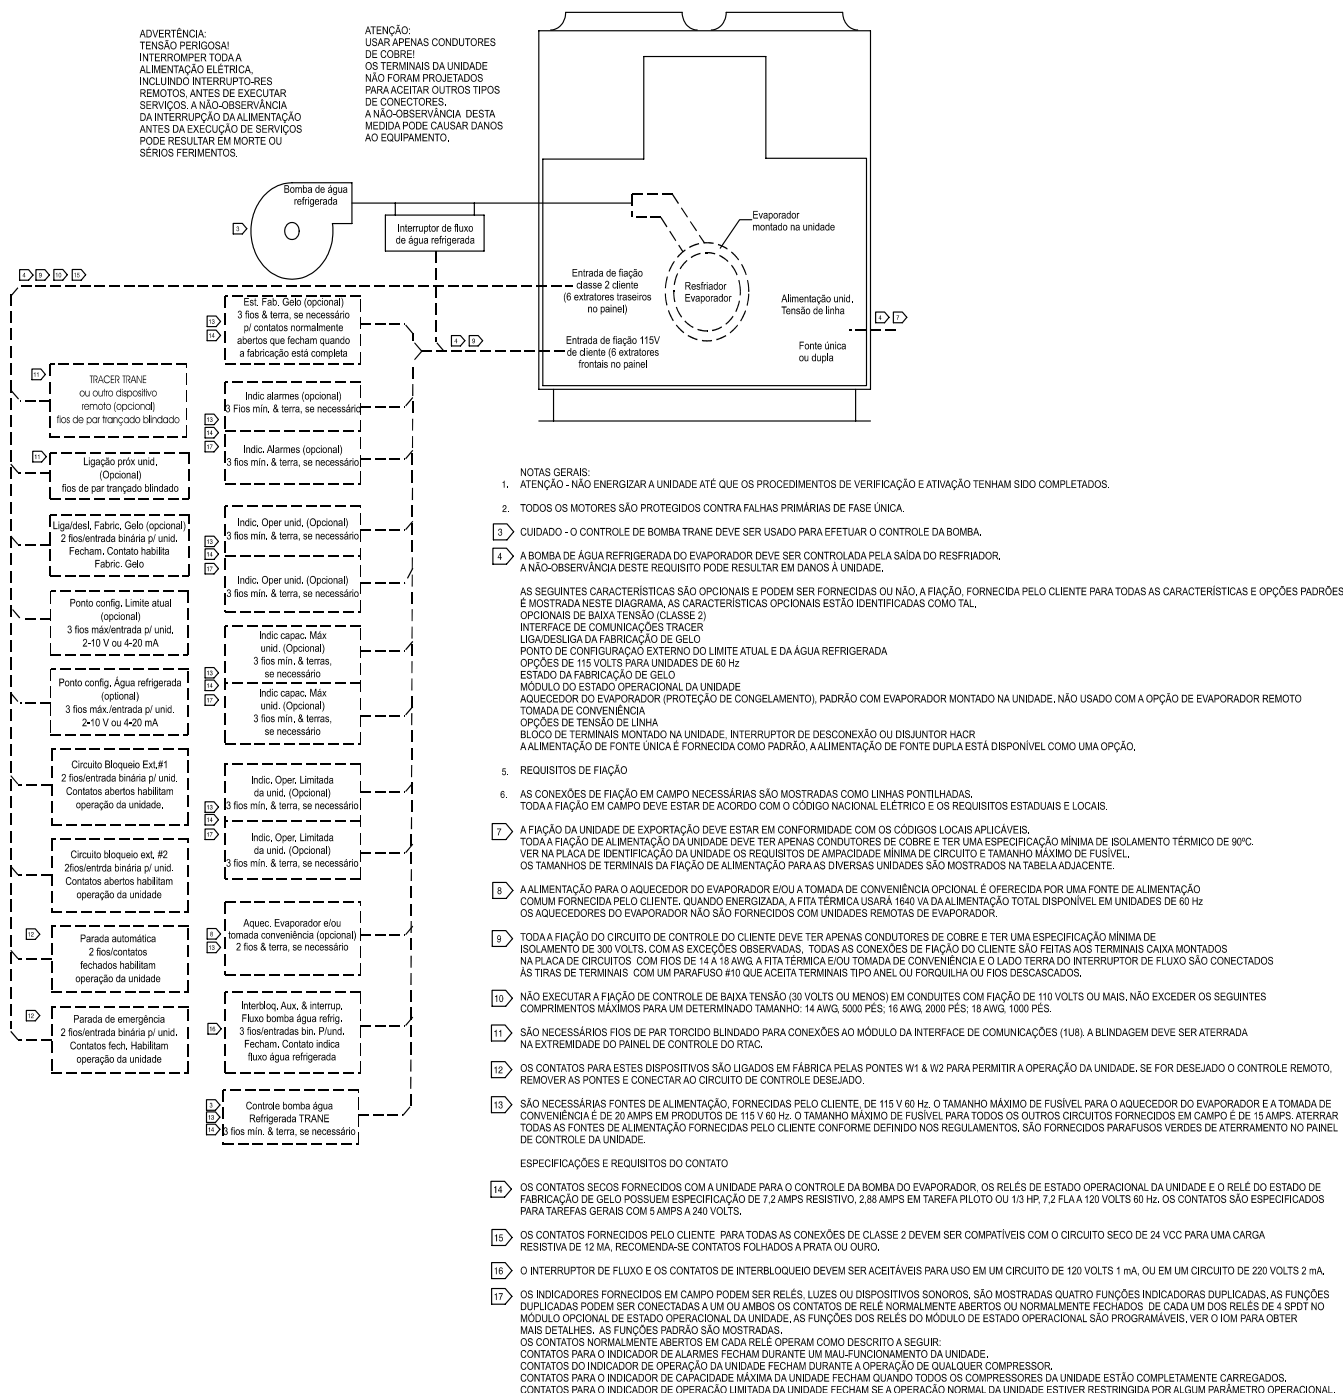 ADVERTÊNCIA:
TENSÃO PERIGOSA!
INTERROMPER TODA A
ALIMENTAÇÃO ELÉTRICA,
INCLUINDO INTERRUPTO-RES
REMOTOS, ANTES DE EXECUTAR
SERVIÇOS. A NÃO-OBSERVÂNCIA
DA INTERRUPÇÃO DA ALIMENTAÇÃO
ANTES DA EXECUÇÃO DE SERVIÇOS
PODE RESULTAR EM MORTE OU
SÉRIOS FERIMENTOS.
ATENÇÃO:
USAR APENAS CONDUTORES
DE COBRE!
OS TERMINAIS DA UNIDADE
NÃO FORAM PROJETADOS
PARA ACEITAR OUTROS TIPOS
DE CONECTORES.
A NÃO-OBSERVÂNCIA DESTA
MEDIDA PODE CAUSAR DANOS
AO EQUIPAMENTO.
Bomba de água
refrigerada
3
Interruptor de fluxo
de água refrigerada
Evaporador
montado na unidade
Resfriador
Evaporador
Entrada de fiação
classe 2 cliente
(6 extratores traseiros
no painel)
Alimentação unid.
Tensão de linha
4 7
Fonte única
ou dupla
Entrada de fiação 115V
de cliente (6 extratores
frontais no painel
4 9
4 9 10 15
11
TRACER TRANE
ou outro dispositivo
remoto (opcional)
fios de par trançado blindado
11
Ligação próx unid.
(Opcional)
fios de par trançado blindado
Liga/desl. Fabric. Gelo (opcional)
2 fios/entrada binária p/ unid.
Fecham. Contato habilita
Fabric. Gelo
Ponto config. Limite atual
(opcional)
3 fios máx/entrada p/ unid.
2-10 V ou 4-20 mA
Ponto config. Água refrigerada
(optional)
3 fios máx./entrada p/ unid.
2-10 V ou 4-20 mA
Circuito Bloqueio Ext.#1
2 fios/entrada binária p/ unid.
Contatos abertos habilitam
operação da unidade.
Circuito bloqueio ext. #2
2fios/entrda binária p/ unid.
Contatos abertos habilitam
operação da unidade
12
Parada automática
2 fios/contatos
fechados habilitam
operação da unidade
12
Parada de emergência
2 fios/entrada binária p/ unid.
Contatos fech. Habilitam
operação da unidade
13
14
Est. Fab. Gelo (opcional)
3 fios & terra, se necessário
p/ contatos normalmente
abertos que fecham quando
a fabricação está completa
Indic alarmes (opcional)
3 Fios mín. & terra, se necessário
13
14
17
Indic. Alarmes (opcional)
3 fios mín. & terra, se necessário
Indic. Oper unid. (Opcional)
3 fios mín. & terra, se necessário
13
14
17
Indic. Oper unid. (Opcional)
3 fios mín. & terra, se necessário
Indic capac. Máx
unid. (Opcional)
3 fios mín. & terras,
se necessário
13
14
17
Indic capac. Máx
unid. (Opcional)
3 fios mín. & terras,
se necessário
Indic. Oper. Limitada
da unid. (Opcional)
3 fios mín. & terra, se necessário
13
14
17
Indic. Oper. Limitada
da unid. (Opcional)
3 fios mín. & terra, se necessário
8
13
Aquec. Evaporador e/ou
tomada conveniência (opcional)
2 fios & terra, se necessário
16
Interbloq. Aux. & interrup.
Fluxo bomba água refrig.
3 fios/entradas bin. P/und.
Fecham. Contato indica
fluxo água refrigerada
3
13
14
Controle bomba água
Refrigerada TRANE
3 fios mín. & terra, se necessário
NOTAS GERAIS:
1. ATENÇÃO - NÃO ENERGIZAR A UNIDADE ATÉ QUE OS PROCEDIMENTOS DE VERIFICAÇÃO E ATIVAÇÃO TENHAM SIDO COMPLETADOS.
2. TODOS OS MOTORES SÃO PROTEGIDOS CONTRA FALHAS PRIMÁRIAS DE FASE ÚNICA.
3 CUIDADO - O CONTROLE DE BOMBA TRANE DEVE SER USADO PARA EFETUAR O CONTROLE DA BOMBA.
4 A BOMBA DE ÁGUA REFRIGERADA DO EVAPORADOR DEVE SER CONTROLADA PELA SAÍDA DO RESFRIADOR.
A NÃO-OBSERVÂNCIA DESTE REQUISITO PODE RESULTAR EM DANOS À UNIDADE.
AS SEGUINTES CARACTERÍSTICAS SÃO OPCIONAIS E PODEM SER FORNECIDAS OU NÃO. A FIAÇÃO, FORNECIDA PELO CLIENTE PARA TODAS AS CARACTERÍSTICAS E OPÇÕES PADRÕES
É MOSTRADA NESTE DIAGRAMA. AS CARACTERÍSTICAS OPCIONAIS ESTÃO IDENTIFICADAS COMO TAL.
OPCIONAIS DE BAIXA TENSÃO (CLASSE 2)
INTERFACE DE COMUNICAÇÕES TRACER
LIGA/DESLIGA DA FABRICAÇÃO DE GELO
PONTO DE CONFIGURAÇAO EXTERNO DO LIMITE ATUAL E DA ÁGUA REFRIGERADA
OPÇÕES DE 115 VOLTS PARA UNIDADES DE 60 Hz
ESTADO DA FABRICAÇÃO DE GELO
MÓDULO DO ESTADO OPERACIONAL DA UNIDADE
AQUECEDOR DO EVAPORADOR (PROTEÇÃO DE CONGELAMENTO), PADRÃO COM EVAPORADOR MONTADO NA UNIDADE, NÃO USADO COM A OPÇÃO DE EVAPORADOR REMOTO
TOMADA DE CONVENIÊNCIA
OPÇÕES DE TENSÃO DE LINHA
BLOCO DE TERMINAIS MONTADO NA UNIDADE, INTERRUPTOR DE DESCONEXÃO OU DISJUNTOR HACR
A ALIMENTAÇÃO DE FONTE ÚNICA É FORNECIDA COMO PADRÃO, A ALIMENTAÇÃO DE FONTE DUPLA ESTÁ DISPONÍVEL COMO UMA OPÇÃO.
5. REQUISITOS DE FIAÇÃO
6. AS CONEXÕES DE FIAÇÃO EM CAMPO NECESSÁRIAS SÃO MOSTRADAS COMO LINHAS PONTILHADAS.
TODA A FIAÇÃO EM CAMPO DEVE ESTAR DE ACORDO COM O CÓDIGO NACIONAL ELÉTRICO E OS REQUISITOS ESTADUAIS E LOCAIS.
7 A FIAÇÃO DA UNIDADE DE EXPORTAÇÃO DEVE ESTAR EM CONFORMIDADE COM OS CÓDIGOS LOCAIS APLICÁVEIS.
TODA A FIAÇÃO DE ALIMENTAÇÃO DA UNIDADE DEVE TER APENAS CONDUTORES DE COBRE E TER UMA ESPECIFICAÇÃO MÍNIMA DE ISOLAMENTO TÉRMICO DE 90ºC.
VER NA PLACA DE IDENTIFICAÇÃO DA UNIDADE OS REQUISITOS DE AMPACIDADE MÍNIMA DE CIRCUITO E TAMANHO MÁXIMO DE FUSÍVEL.
OS TAMANHOS DE TERMINAIS DA FIAÇÃO DE ALIMENTAÇÃO PARA AS DIVERSAS UNIDADES SÃO MOSTRADOS NA TABELA ADJACENTE.
8 A ALIMENTAÇÃO PARA O AQUECEDOR DO EVAPORADOR E/OU A TOMADA DE CONVENIÊNCIA OPCIONAL É OFERECIDA POR UMA FONTE DE ALIMENTAÇÃO
COMUM FORNECIDA PELO CLIENTE. QUANDO ENERGIZADA, A FITA TÉRMICA USARÁ 1640 VA DA ALIMENTAÇÃO TOTAL DISPONÍVEL EM UNIDADES DE 60 Hz
OS AQUECEDORES DO EVAPORADOR NÃO SÃO FORNECIDOS COM UNIDADES REMOTAS DE EVAPORADOR.
9 TODA A FIAÇÃO DO CIRCUITO DE CONTROLE DO CLIENTE DEVE TER APENAS CONDUTORES DE COBRE E TER UMA ESPECIFICAÇÃO MÍNIMA DE
ISOLAMENTO DE 300 VOLTS. COM AS EXCEÇÕES OBSERVADAS, TODAS AS CONEXÕES DE FIAÇÃO DO CLIENTE SÃO FEITAS AOS TERMINAIS CAIXA MONTADOS
NA PLACA DE CIRCUITOS COM FIOS DE 14 A 18 AWG. A FITA TÉRMICA E/OU TOMADA DE CONVENIÊNCIA E O LADO TERRA DO INTERRUPTOR DE FLUXO SÃO CONECTADOS
ÀS TIRAS DE TERMINAIS COM UM PARAFUSO #10 QUE ACEITA TERMINAIS TIPO ANEL OU FORQUILHA OU FIOS DESCASCADOS.
10 NÃO EXECUTAR A FIAÇÃO DE CONTROLE DE BAIXA TENSÃO (30 VOLTS OU MENOS) EM CONDUITES COM FIAÇÃO DE 110 VOLTS OU MAIS. NÃO EXCEDER OS SEGUINTES
COMPRIMENTOS MÁXIMOS PARA UM DETERMINADO TAMANHO: 14 AWG, 5000 PÉS; 16 AWG, 2000 PÉS; 18 AWG, 1000 PÉS.
11 SÃO NECESSÁRIOS FIOS DE PAR TORCIDO BLINDADO PARA CONEXÕES AO MÓDULO DA INTERFACE DE COMUNICAÇÕES (1U8). A BLINDAGEM DEVE SER ATERRADA
NA EXTREMIDADE DO PAINEL DE CONTROLE DO RTAC.
12 OS CONTATOS PARA ESTES DISPOSITIVOS SÃO LIGADOS EM FÁBRICA PELAS PONTES W1 & W2 PARA PERMITIR A OPERAÇÃO DA UNIDADE. SE FOR DESEJADO O CONTROLE REMOTO,
REMOVER AS PONTES E CONECTAR AO CIRCUITO DE CONTROLE DESEJADO.
13 SÃO NECESSÁRIAS FONTES DE ALIMENTAÇÃO, FORNECIDAS PELO CLIENTE, DE 115 V 60 Hz. O TAMANHO MÁXIMO DE FUSÍVEL PARA O AQUECEDOR DO EVAPORADOR E A TOMADA DE
CONVENIÊNCIA É DE 20 AMPS EM PRODUTOS DE 115 V 60 Hz. O TAMANHO MÁXIMO DE FUSÍVEL PARA TODOS OS OUTROS CIRCUITOS FORNECIDOS EM CAMPO É DE 15 AMPS. ATERRAR
TODAS AS FONTES DE ALIMENTAÇÃO FORNECIDAS PELO CLIENTE CONFORME DEFINIDO NOS REGULAMENTOS. SÃO FORNECIDOS PARAFUSOS VERDES DE ATERRAMENTO NO PAINEL
DE CONTROLE DA UNIDADE.
ESPECIFICAÇÕES E REQUISITOS DO CONTATO
14 OS CONTATOS SECOS FORNECIDOS COM A UNIDADE PARA O CONTROLE DA BOMBA DO EVAPORADOR, OS RELÉS DE ESTADO OPERACIONAL DA UNIDADE E O RELÉ DO ESTADO DE
FABRICAÇÃO DE GELO POSSUEM ESPECIFICAÇÃO DE 7,2 AMPS RESISTIVO, 2,88 AMPS EM TAREFA PILOTO OU 1/3 HP, 7,2 FLA A 120 VOLTS 60 Hz. OS CONTATOS SÃO ESPECIFICADOS
PARA TAREFAS GERAIS COM 5 AMPS A 240 VOLTS.
15 OS CONTATOS FORNECIDOS PELO CLIENTE PARA TODAS AS CONEXÕES DE CLASSE 2 DEVEM SER COMPATÍVEIS COM O CIRCUITO SECO DE 24 VCC PARA UMA CARGA
RESISTIVA DE 12 MA. RECOMENDA-SE CONTATOS FOLHADOS A PRATA OU OURO.
16 O INTERRUPTOR DE FLUXO E OS CONTATOS DE INTERBLOQUEIO DEVEM SER ACEITÁVEIS PARA USO EM UM CIRCUITO DE 120 VOLTS 1 mA, OU EM UM CIRCUITO DE 220 VOLTS 2 mA.
17 OS INDICADORES FORNECIDOS EM CAMPO PODEM SER RELÉS, LUZES OU DISPOSITIVOS SONOROS. SÃO MOSTRADAS QUATRO FUNÇÕES INDICADORAS DUPLICADAS. AS FUNÇÕES
DUPLICADAS PODEM SER CONECTADAS A UM OU AMBOS OS CONTATOS DE RELÉ NORMALMENTE ABERTOS OU NORMALMENTE FECHADOS DE CADA UM DOS RELÉS DE 4 SPDT NO
MÓDULO OPCIONAL DE ESTADO OPERACIONAL DA UNIDADE. AS FUNÇÕES DOS RELÉS DO MÓDULO DE ESTADO OPERACIONAL SÃO PROGRAMÁVEIS. VER O IOM PARA OBTER
MAIS DETALHES. AS FUNÇÕES PADRÃO SÃO MOSTRADAS.
OS CONTATOS NORMALMENTE ABERTOS EM CADA RELÉ OPERAM COMO DESCRITO A SEGUIR:
CONTATOS PARA O INDICADOR DE ALARMES FECHAM DURANTE UM MAU-FUNCIONAMENTO DA UNIDADE.
CONTATOS DO INDICADOR DE OPERAÇÃO DA UNIDADE FECHAM DURANTE A OPERAÇÃO DE QUALQUER COMPRESSOR.
CONTATOS PARA O INDICADOR DE CAPACIDADE MÁXIMA DA UNIDADE FECHAM QUANDO TODOS OS COMPRESSORES DA UNIDADE ESTÃO COMPLETAMENTE CARREGADOS.
CONTATOS PARA O INDICADOR DE OPERAÇÃO LIMITADA DA UNIDADE FECHAM SE A OPERAÇÃO NORMAL DA UNIDADE ESTIVER RESTRINGIDA POR ALGUM PARÂMETRO OPERACIONAL.